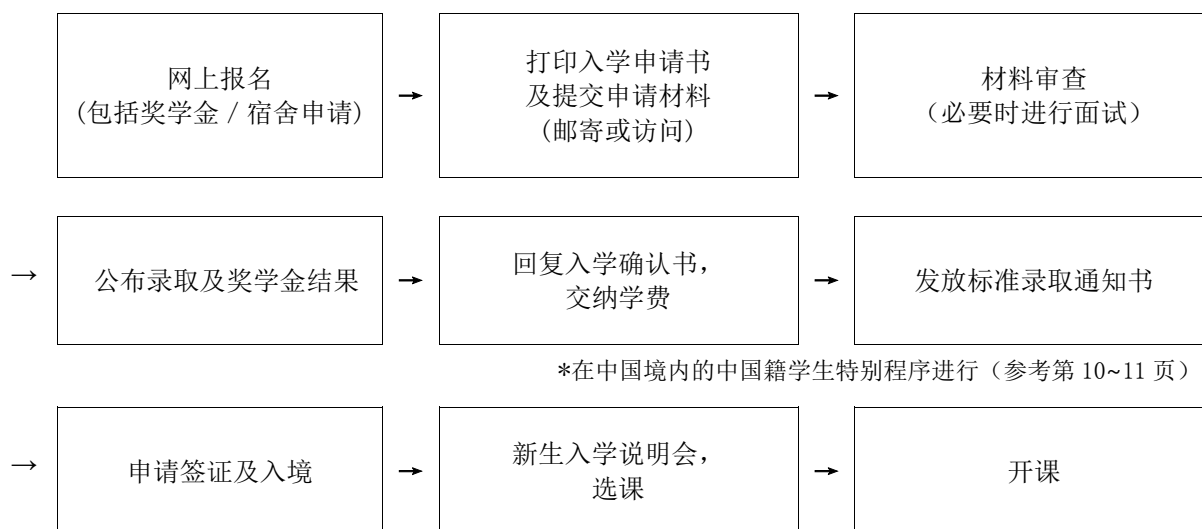 网上报名
(包括奖学金 / 宿舍申请)
→
打印入学申请书
及提交申请材料
(邮寄或访问)
→
材料审查
（必要时进行面试）
→
公布录取及奖学金结果
→
回复入学确认书，
交纳学费
→
发放标准录取通知书
*在中国境内的中国籍学生特别程序进行（参考第 10~11 页）
→
申请签证及入境
→
新生入学说明会，
选课
→
开课